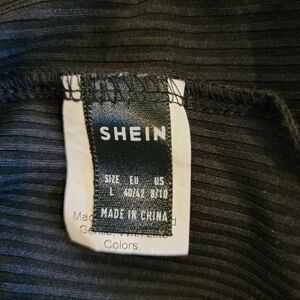 SHEIN
SIZE EU US
L 40/42 8/10
MADE IN CHINA
Colors.